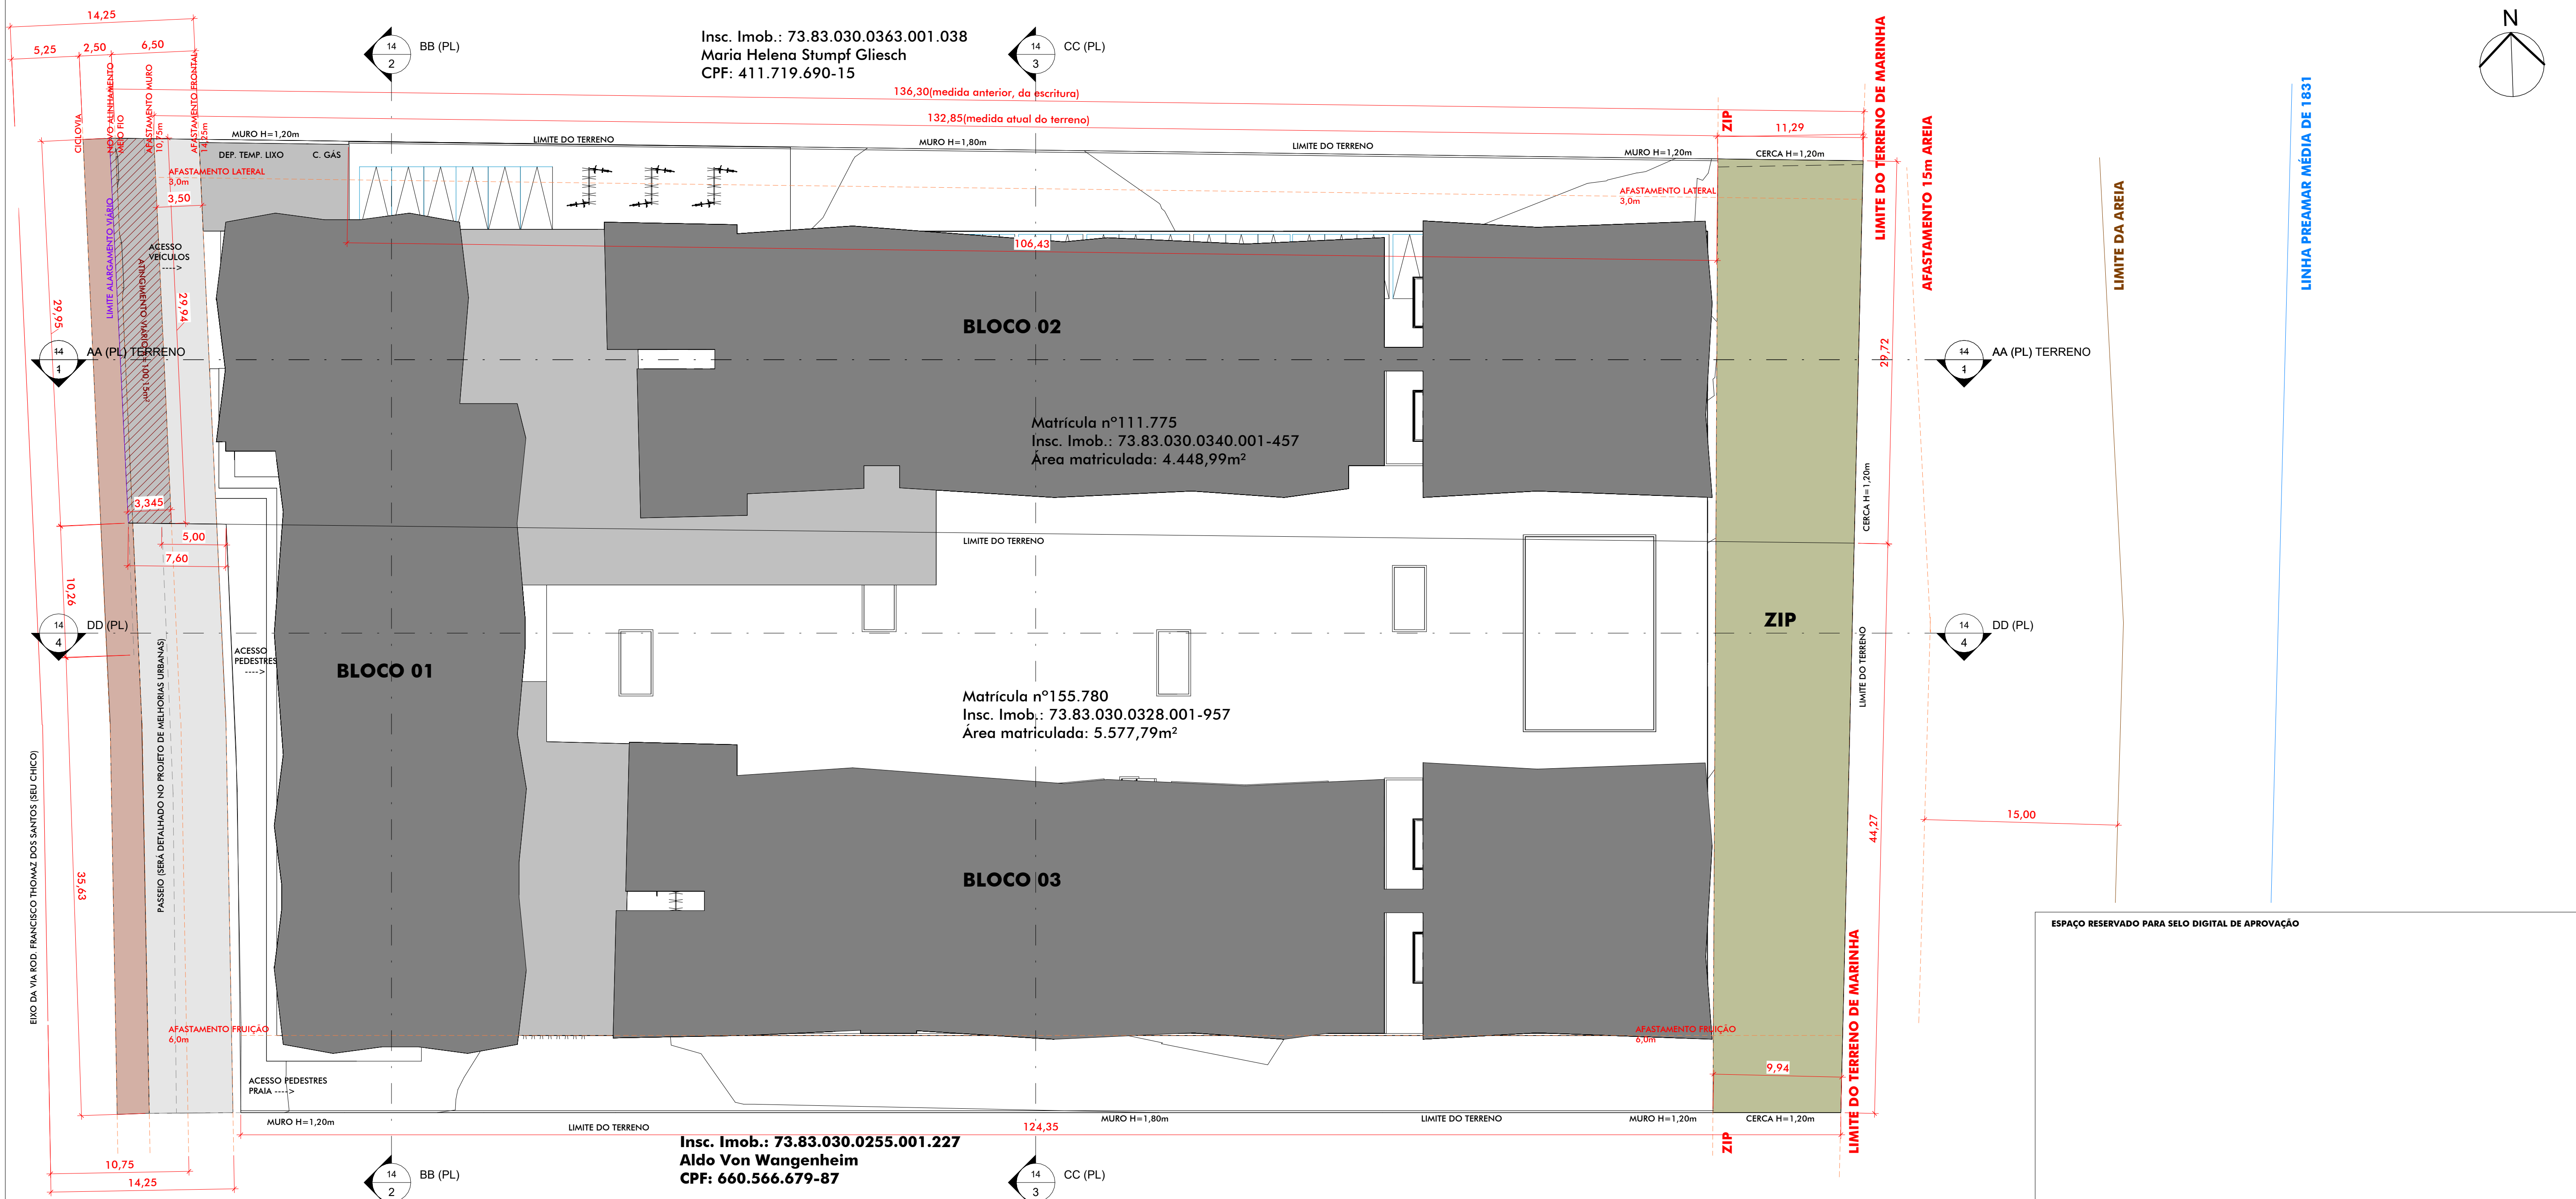 14,25
5,25
2,50
6,50
14
2
BB (PL)
Insc. Imob.: 73.83.030.0363.001.038
Maria Helena Stumpf Gliesch
CPF: 411.719.690-15
14
3
CC (PL)
N
136,30(medida anterior, da escritura)
132,85(medida atual do terreno)
ZIP
11,29
LIMITE DO TERRENO DE MARINHA
AFASTAMENTO 15m AREIA
LIMITE DA AREIA
LINHA PREAMAR MÉDIA DE 1831
CICLOVIA
NOVO ALINHAMENTO
MEIO FIO
AFASTAMENTO MURO
10,75m
AFASTAMENTO FRONTAL
14,25m
MURO H=1,20m
LIMITE DO TERRENO
MURO H=1,80m
LIMITE DO TERRENO
MURO H=1,20m
CERCA H=1,20m
DEP. TEMP. LIXO
C. GÁS
AFASTAMENTO LATERAL
3,0m
AFASTAMENTO LATERAL
3,0m
3,50
LIMITE ALARGAMENTO VIÁRIO
ATINGIMENTO VIÁRIO = 100,15m²
ACESSO
VEÍCULOS
---->
106,43
29,95
29,94
BLOCO 02
29,72
14
1
AA (PL) TERRENO
14
1
AA (PL) TERRENO
Matrícula nº111.775
Insc. Imob.: 73.83.030.0340.001-457
Área matriculada: 4.448,99m²
CERCA H=1,20m
3,345
5,00
7,60
LIMITE DO TERRENO
10,26
14
4
DD (PL)
ZIP
14
4
DD (PL)
LIMITE DO TERRENO
ACESSO
PEDESTRES
---->
BLOCO 01
PASSEIO (SERÁ DETALHADO NO PROJETO DE MELHORIAS URBANAS)
EIXO DA VIA ROD. FRANCISCO THOMAZ DOS SANTOS (SEU CHICO)
Matrícula nº155.780
Insc. Imob.: 73.83.030.0328.001-957
Área matriculada: 5.577,79m²
15,00
44,27
35,63
BLOCO 03
ESPAÇO RESERVADO PARA SELO DIGITAL DE APROVAÇÃO
LIMITE DO TERRENO DE MARINHA
AFASTAMENTO FRUIÇÃO
6,0m
AFASTAMENTO FRUIÇÃO
6,0m
9,94
ACESSO PEDESTRES
PRAIA ---->
MURO H=1,20m
LIMITE DO TERRENO
MURO H=1,80m
LIMITE DO TERRENO
MURO H=1,20m
CERCA H=1,20m
124,35
ZIP
Insc. Imob.: 73.83.030.0255.001.227
Aldo Von Wangenheim
CPF: 660.566.679-87
10,75
14,25
14
2
BB (PL)
14
3
CC (PL)